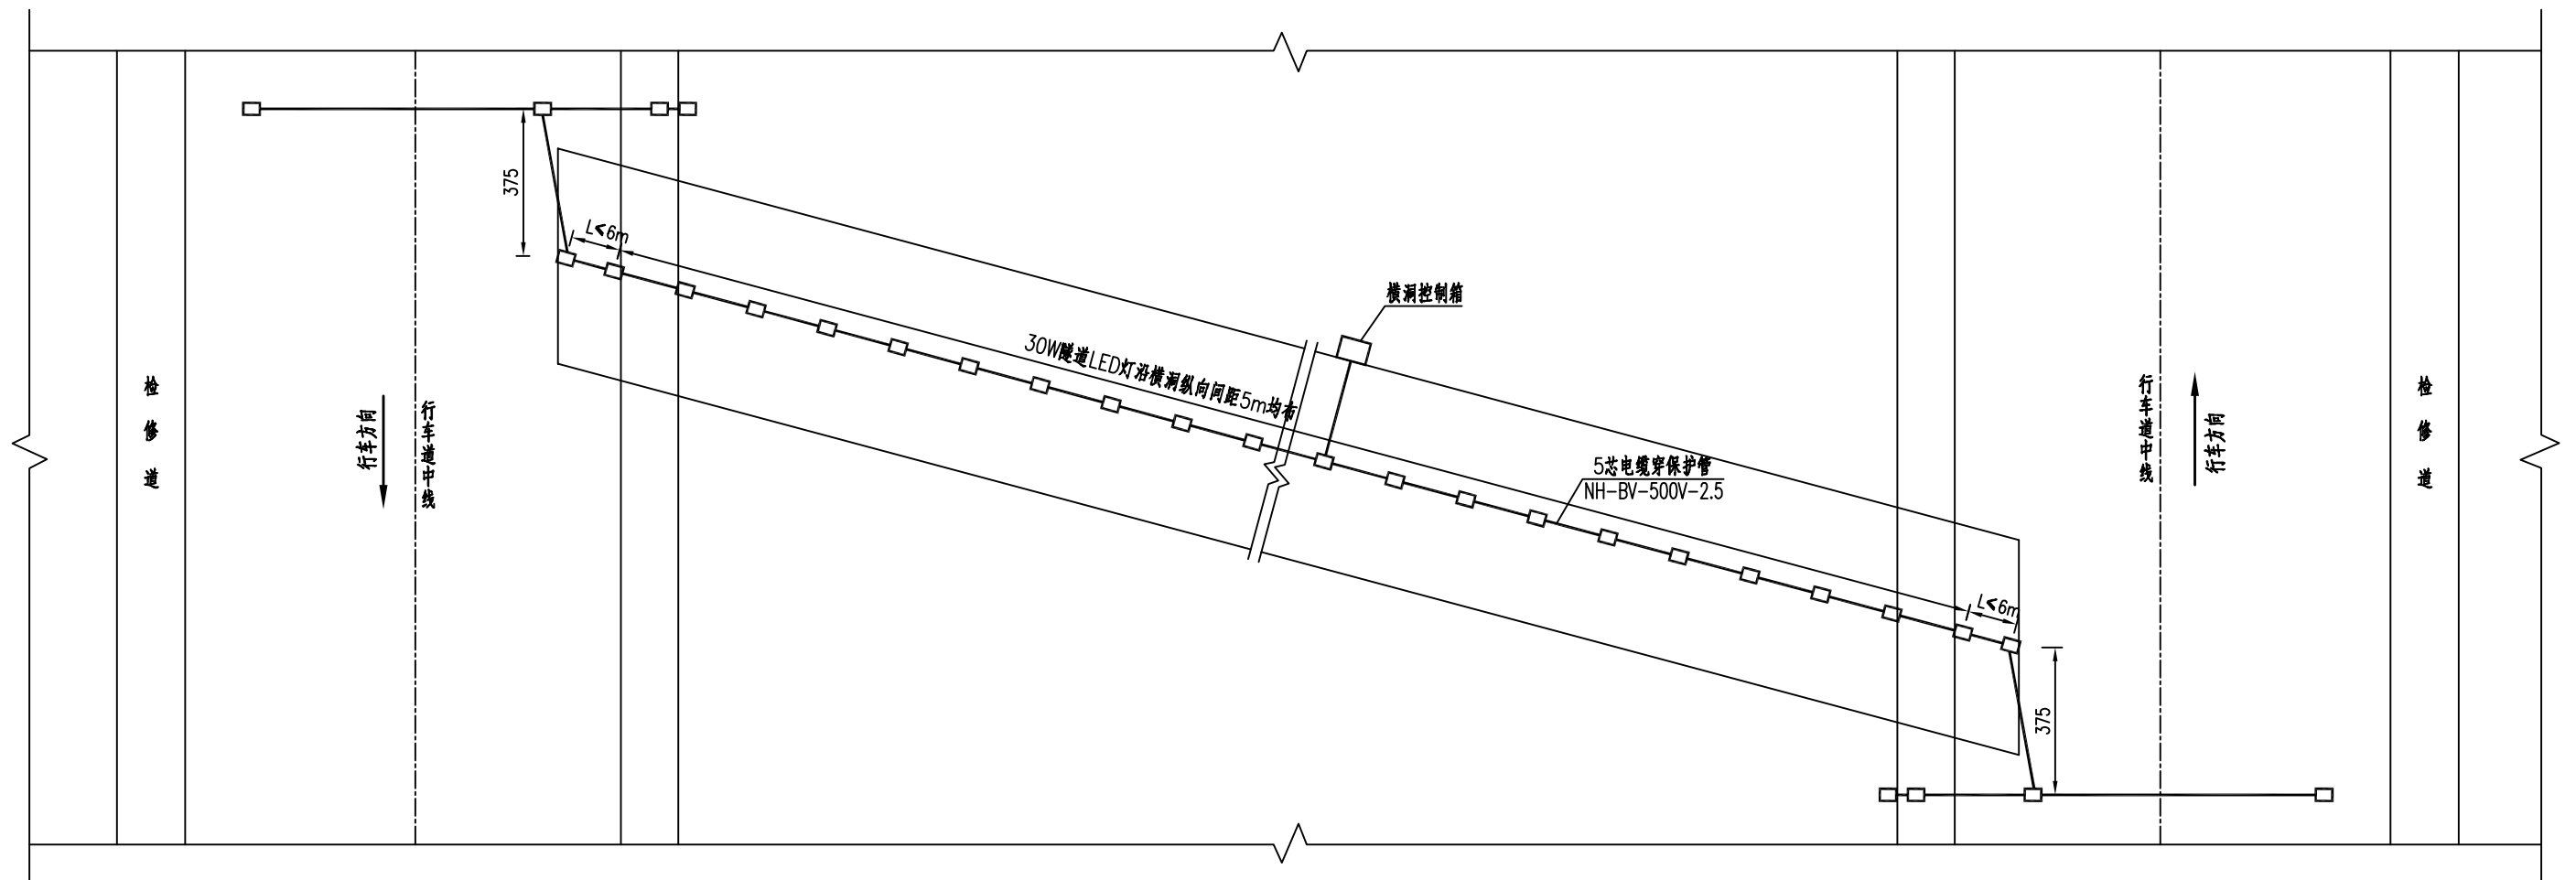 375
L<6m
横洞控制箱
30W隧道LED灯沿横洞纵向间距5m均布
检修道
行车方向
行车道中线
5芯电缆穿保护管
NH-BV-500V-2.5
行车道中线
行车方向
检修道
L<6m
375